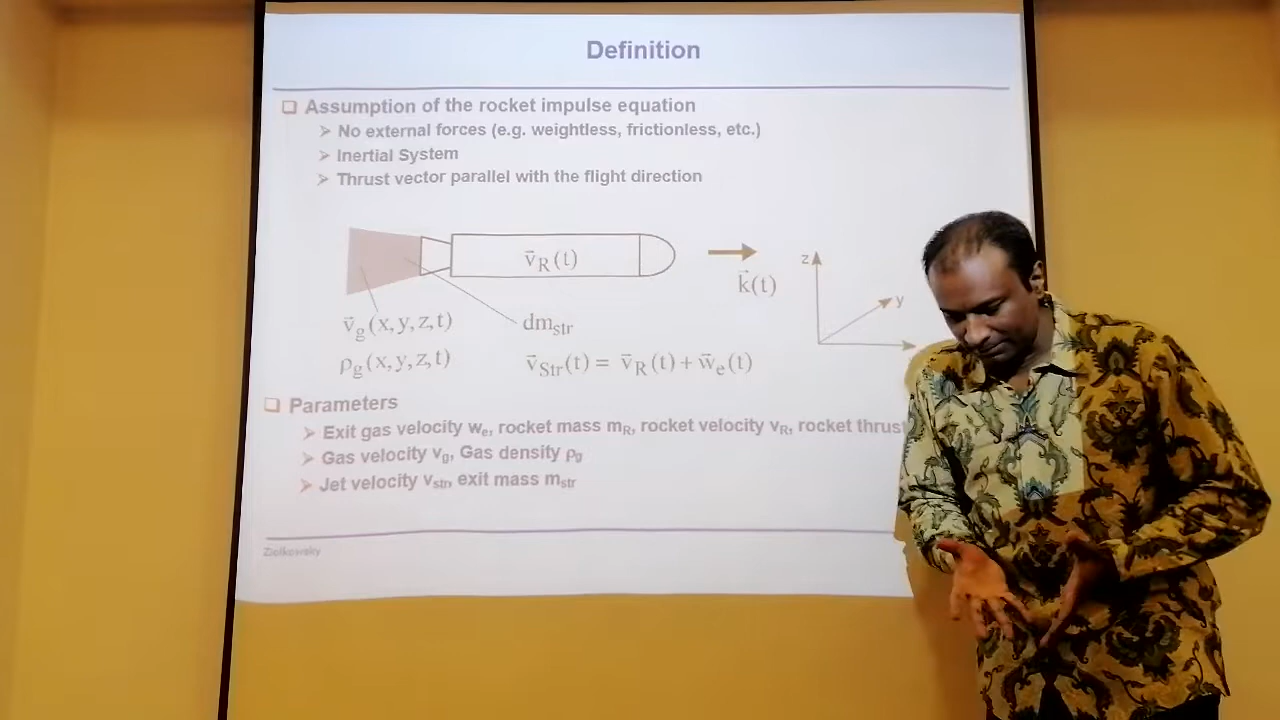 Definition
Assumption of the rocket impulse equation
No external forces (e.g. weightless, frictionless, etc.)
Inertial System
Thrust vector parallel with the flight direction
v⃗R(t)
k⃗(t)
z
y
v⃗g(x,y,z,t)
dmstr
ρg(x,y,z,t)
v⃗Str(t) = v⃗R(t) + w⃗e(t)
Parameters
Exit gas velocity we, rocket mass mR, rocket velocity vR, rocket thrust
Gas velocity vg, Gas density ρg
Jet velocity vstr, exit mass mstr
Ziolkowsky